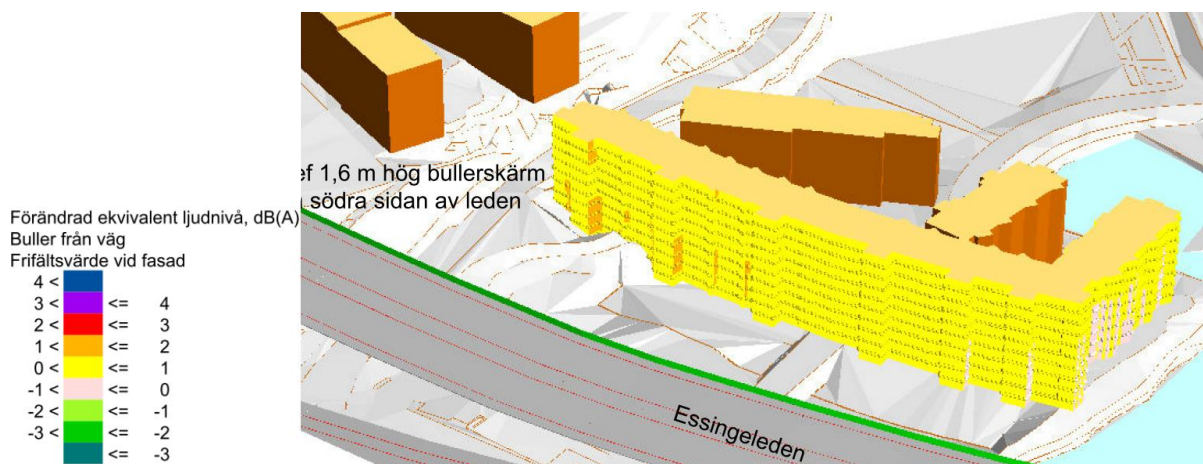 ef 1,6 m hög bullerskärm
södra sidan av leden
Förändrad ekvivalent ljudnivå, dB(A)
Buller från väg
Frifältsvärde vid fasad
4 <
3 < <= 4
2 < <= 3
1 < <= 2
0 < <= 1
-1 < <= 0
-2 < <= -1
-3 < <= -2
<= -3
Essingeleden